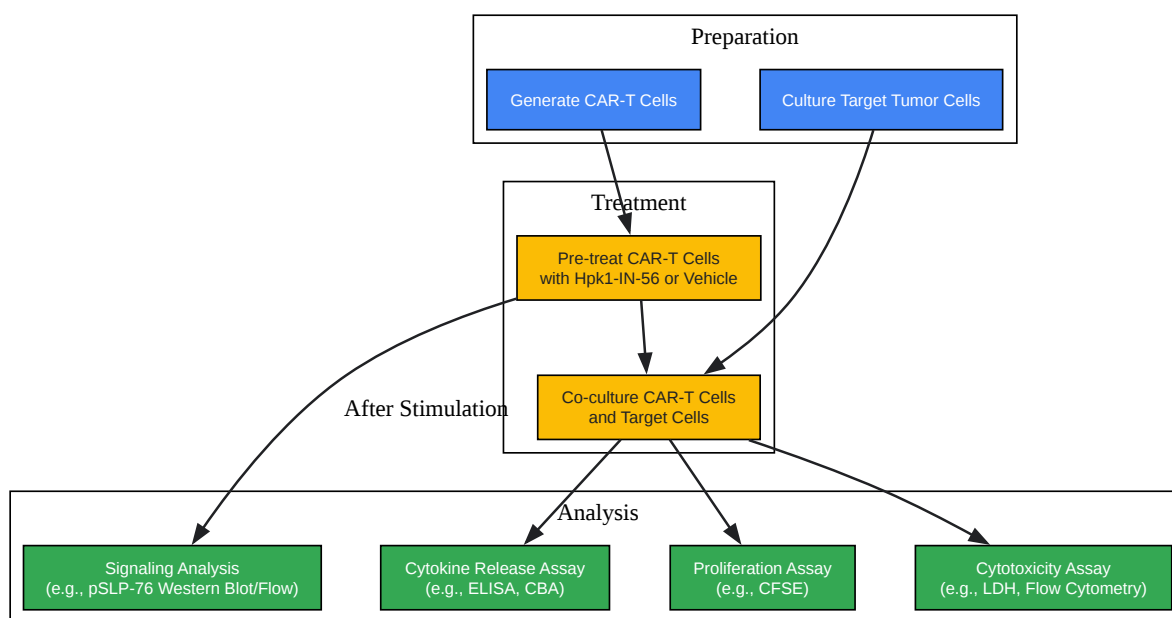 Preparation
Generate CAR-T Cells
Culture Target Tumor Cells
Treatment
Pre-treat CAR-T Cells
with Hpk1-IN-56 or Vehicle
After Stimulation
Co-culture CAR-T Cells
and Target Cells
Analysis
Signaling Analysis
(e.g., pSLP-76 Western Blot/Flow)
Cytokine Release Assay
(e.g., ELISA, CBA)
Proliferation Assay
(e.g., CFSE)
Cytotoxicity Assay
(e.g., LDH, Flow Cytometry)